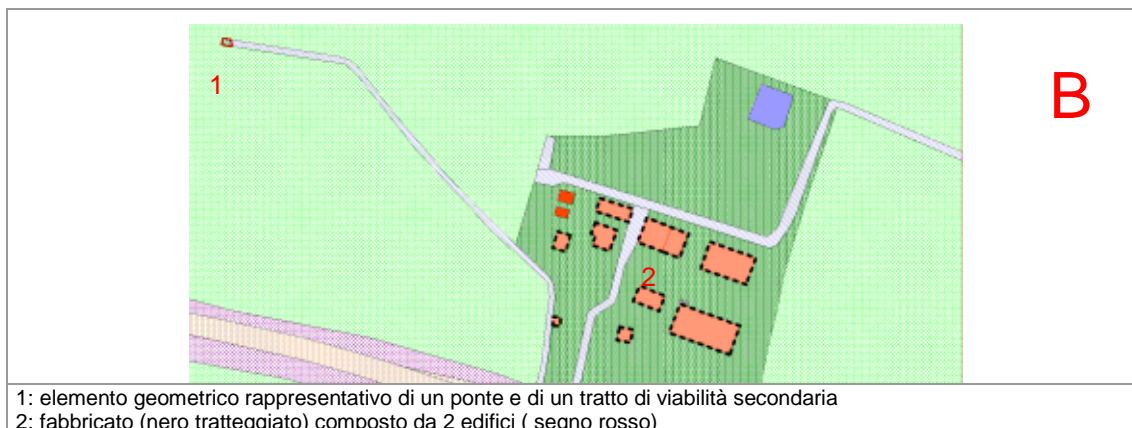 1
B
2
1: elemento geometrico rappresentativo di un ponte e di un tratto di viabilità secondaria
2: fabbricato (nero tratteggiato) composto da 2 edifici ( segno rosso)